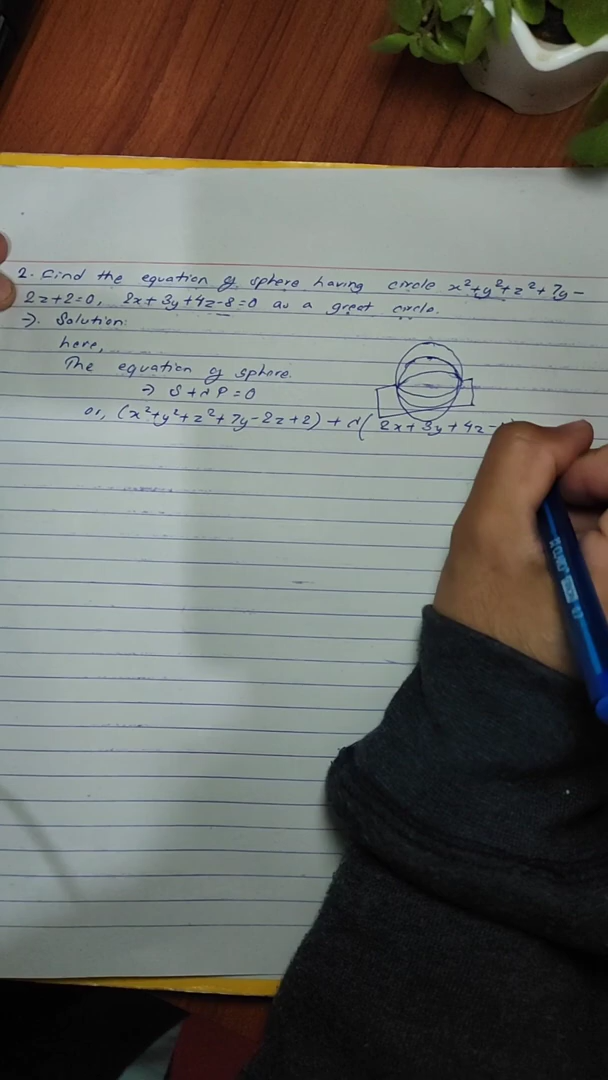 2. Find the equation of sphere having circle x²+y²+z²+7y-
2z+2=0, 2x+3y+4z-8=0 as a great circle.
⇒. Solution:
here,
The equation of sphere.
⇒ S+λP=0
or, (x²+y²+z²+7y-2z+2)+λ(2x+3y+4z-